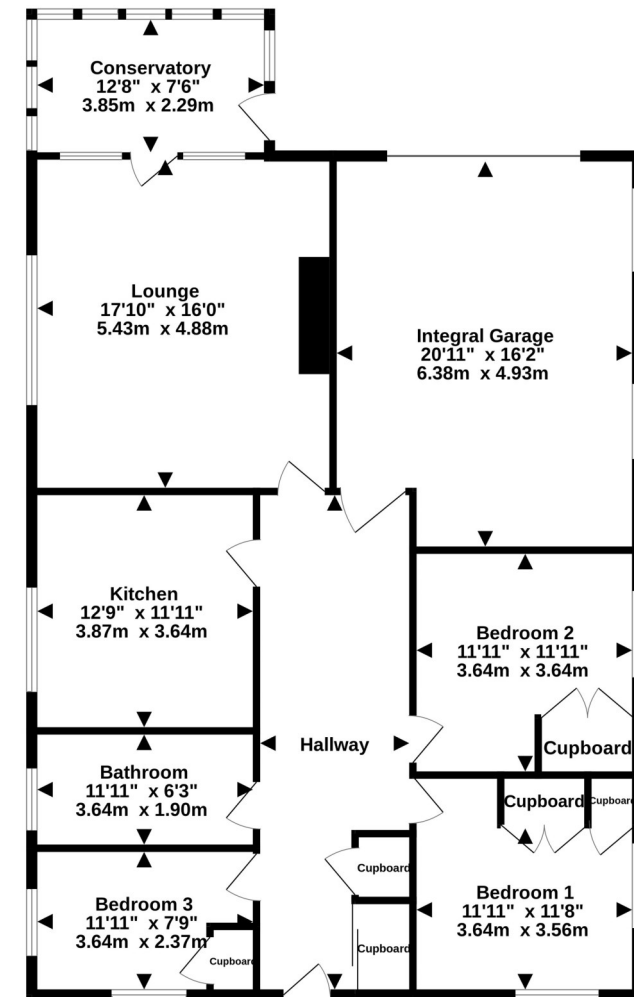 Conservatory
12'8" x 7'6"
3.85m x 2.29m
Lounge
17'10" x 16'0"
5.43m x 4.88m
Integral Garage
20'11" x 16'2"
6.38m x 4.93m
Kitchen
12'9" x 11'11"
3.87m x 3.64m
Bedroom 2
11'11" x 11'11"
3.64m x 3.64m
Cupboard
Hallway
Bathroom
11'11" x 6'3"
3.64m x 1.90m
Cupboard
Cupboard
Cupboard
Bedroom 3
11'11" x 7'9"
3.64m x 2.37m
Cupboard
Cupboard
Bedroom 1
11'11" x 11'8"
3.64m x 3.56m